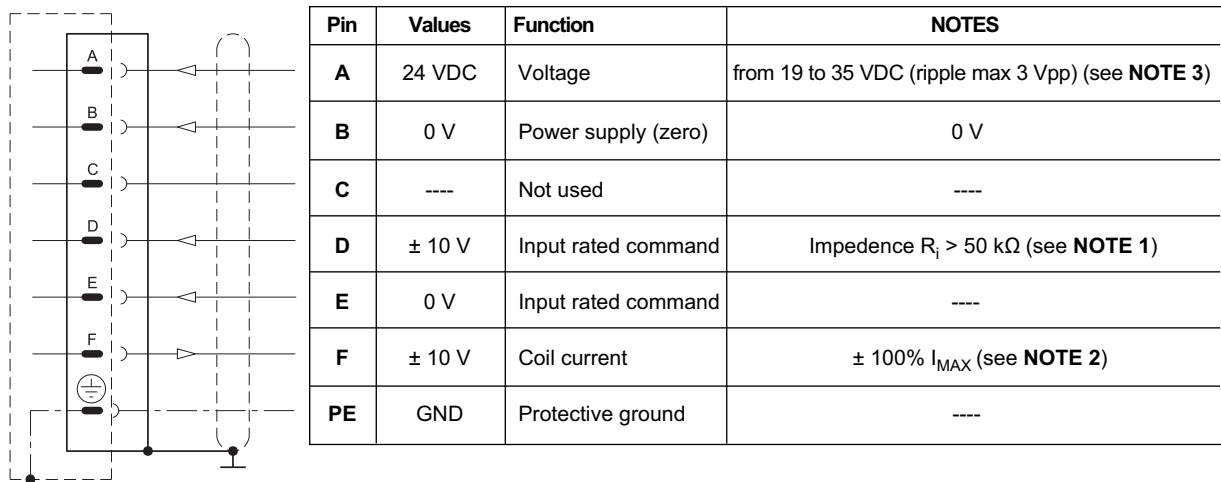 A
B
C
D
E
F
Pin Values Function NOTES
A 24 VDC Voltage from 19 to 35 VDC (ripple max 3 Vpp) (see NOTE 3)
B 0 V Power supply (zero) 0 V
C ---- Not used ----
D ± 10 V Input rated command Impedence Ri > 50 kΩ (see NOTE 1)
E 0 V Input rated command ----
F ± 10 V Coil current ± 100% IMAX (see NOTE 2)
PE GND Protective ground ----